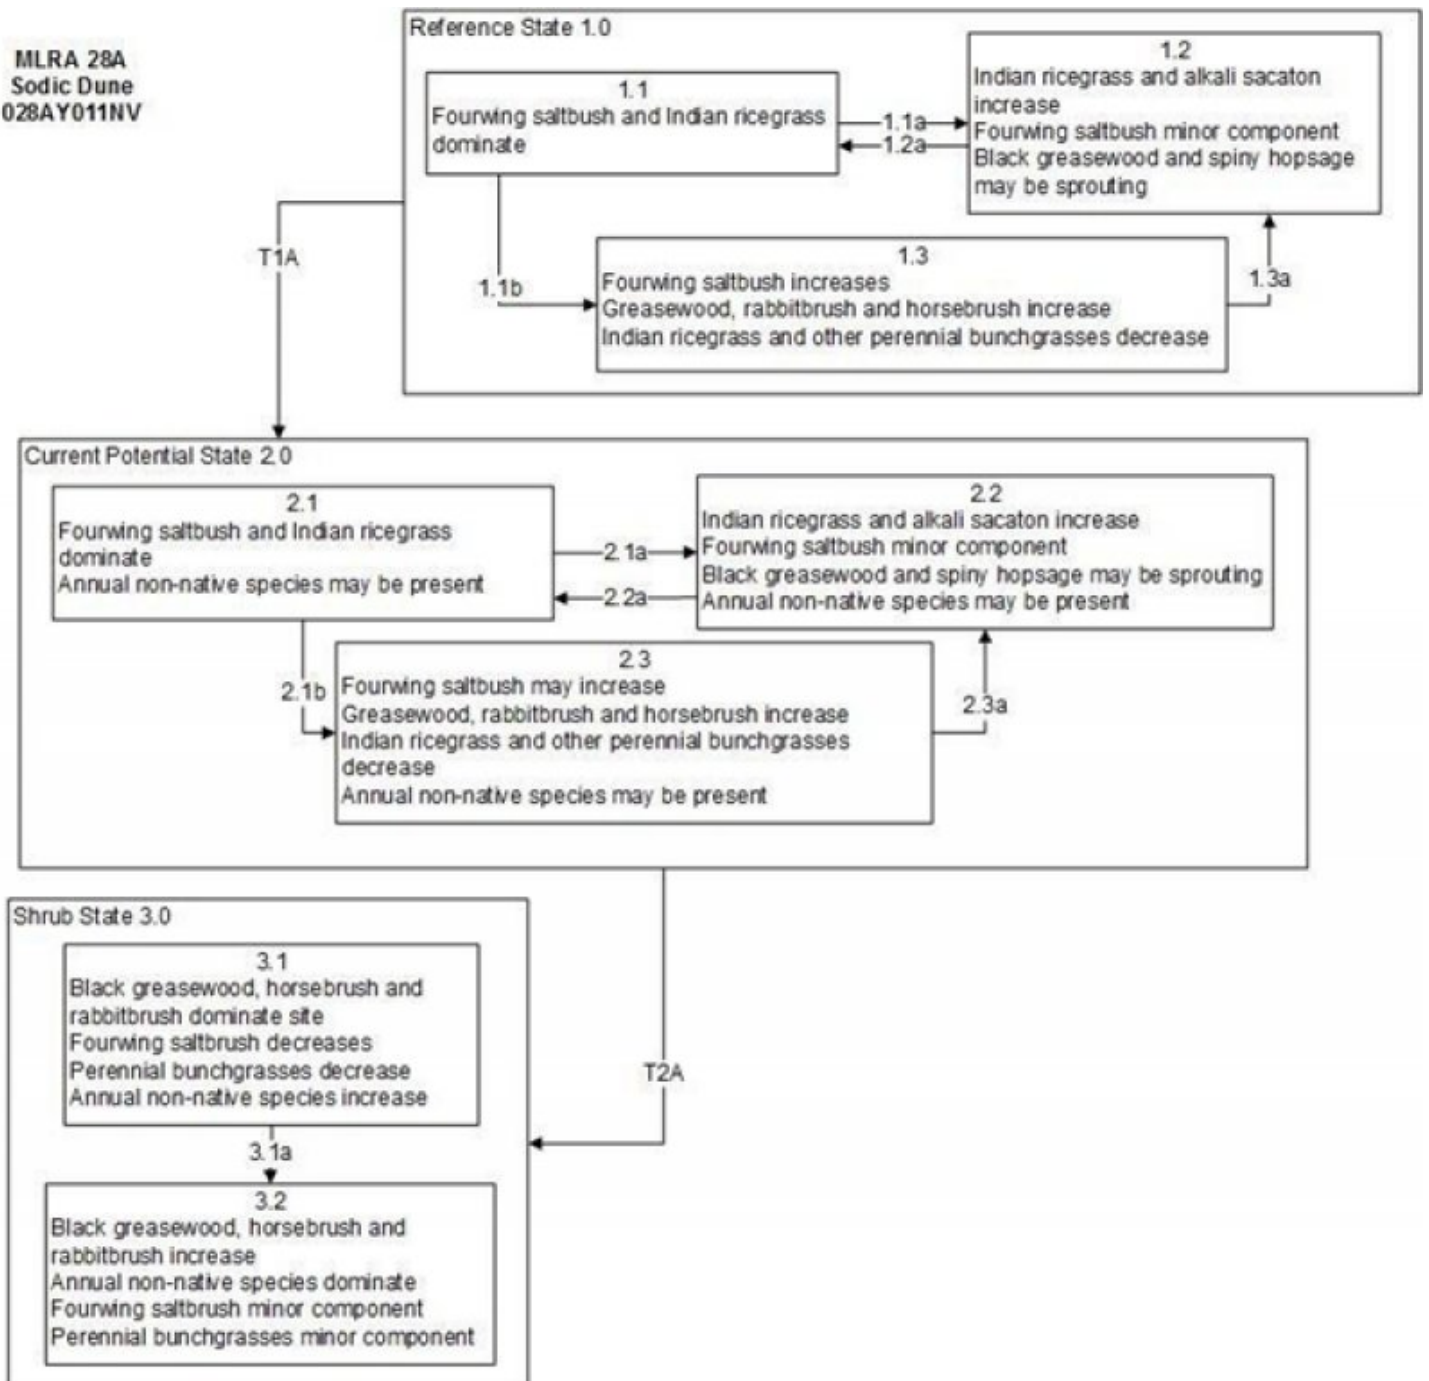 MLRA 28A
Sodic Dune
028AY011NV
Reference State 1.0
1.1
Fourwing saltbush and Indian ricegrass
dominate
1.1a
1.2a
1.2
Indian ricegrass and alkali sacaton
increase
Fourwing saltbush minor component
Black greasewood and spiny hopsage
may be sprouting
1.1b
1.3
Fourwing saltbush increases
Greasewood, rabbitbrush and horsebrush increase
Indian ricegrass and other perennial bunchgrasses decrease
1.3a
T1A
Current Potential State 2.0
2.1
Fourwing saltbush and Indian ricegrass
dominate
Annual non-native species may be present
2.1a
2.2a
2.2
Indian ricegrass and alkali sacaton increase
Fourwing saltbush minor component
Black greasewood and spiny hopsage may be sprouting
Annual non-native species may be present
2.1b
2.3
Fourwing saltbush may increase
Greasewood, rabbitbrush and horsebrush increase
Indian ricegrass and other perennial bunchgrasses
decrease
Annual non-native species may be present
2.3a
Shrub State 3.0
3.1
Black greasewood, horsebrush and
rabbitbrush dominate site
Fourwing saltbrush decreases
Perennial bunchgrasses decrease
Annual non-native species increase
T2A
3.1a
3.2
Black greasewood, horsebrush and
rabbitbrush increase
Annual non-native species dominate
Fourwing saltbrush minor component
Perennial bunchgrasses minor component